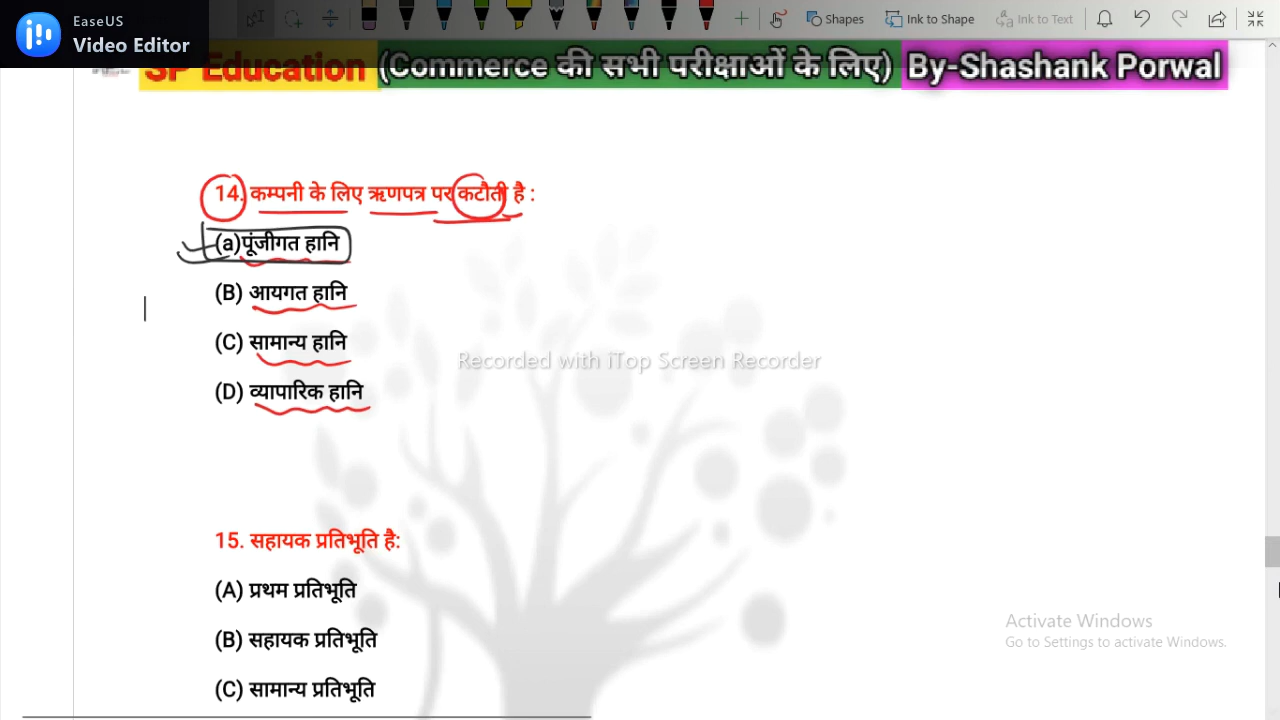 EaseUS
Video Editor
Shapes
Ink to Shape
Ink to Text
SP Education (Commerce की सभी परीक्षाओं के लिए) By-Shashank Porwal
14. कम्पनी के लिए ऋणपत्र पर कटौती है :
(a)पूंजीगत हानि
(B) आयगत हानि
(C) सामान्य हानि
(D) व्यापारिक हानि
Recorded with iTop Screen Recorder
15. सहायक प्रतिभूति है:
(A) प्रथम प्रतिभूति
(B) सहायक प्रतिभूति
(C) सामान्य प्रतिभूति
Activate Windows
Go to Settings to activate Windows.